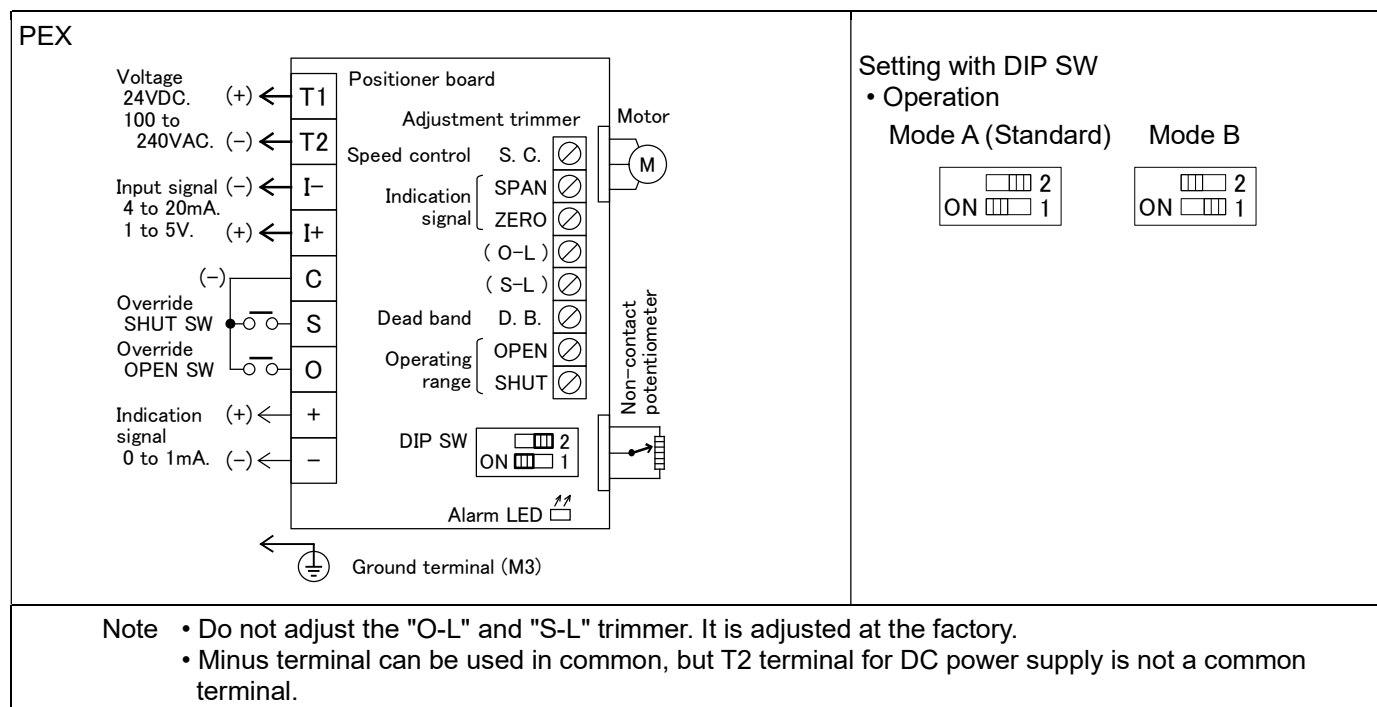 PEX
Voltage
24VDC.
100 to
240VAC.
(+)
(−)
Input signal
4 to 20mA.
1 to 5V.
(−)
(+)
(−)
Override
SHUT SW
Override
OPEN SW
Indication
signal
0 to 1mA.
(+)
(−)
T1
T2
I−
I+
C
S
O
+
−
Positioner board
Adjustment trimmer
Speed control S. C.
Indication
signal
SPAN
ZERO
( O-L )
( S-L )
Dead band D. B.
Operating
range
OPEN
SHUT
DIP SW
2
ON 1
Alarm LED
Motor
M
Non-contact
potentiometer
Ground terminal (M3)
Setting with DIP SW
• Operation
Mode A (Standard) Mode B
2
ON 1
2
ON 1
Note • Do not adjust the "O-L" and "S-L" trimmer. It is adjusted at the factory.
• Minus terminal can be used in common, but T2 terminal for DC power supply is not a common
terminal.